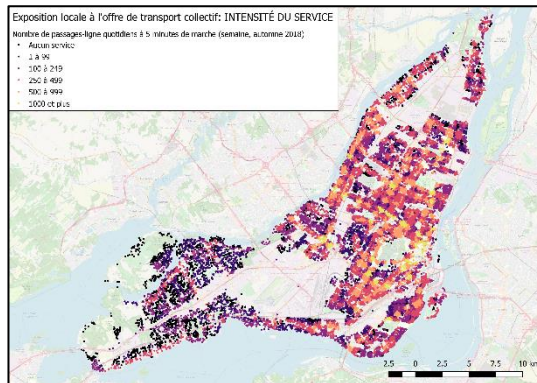 Exposition locale à l'offre de transport collectif: INTENSITÉ DU SERVICE
Nombre de passages-ligne quotidiens à 5 minutes de marche (semaine, automne 2018)
Aucun service
1 à 99
100 à 249
250 à 499
500 à 999
1000 et plus
2.5 0 2.5 5 7.5 10 km